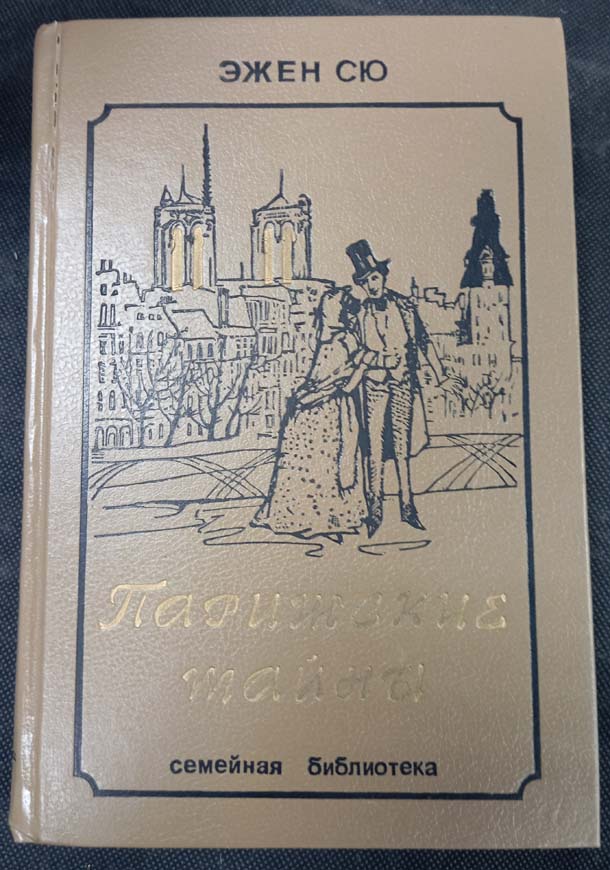 ЭЖЕН СЮ
Парижские
тайны
семейная библиотека